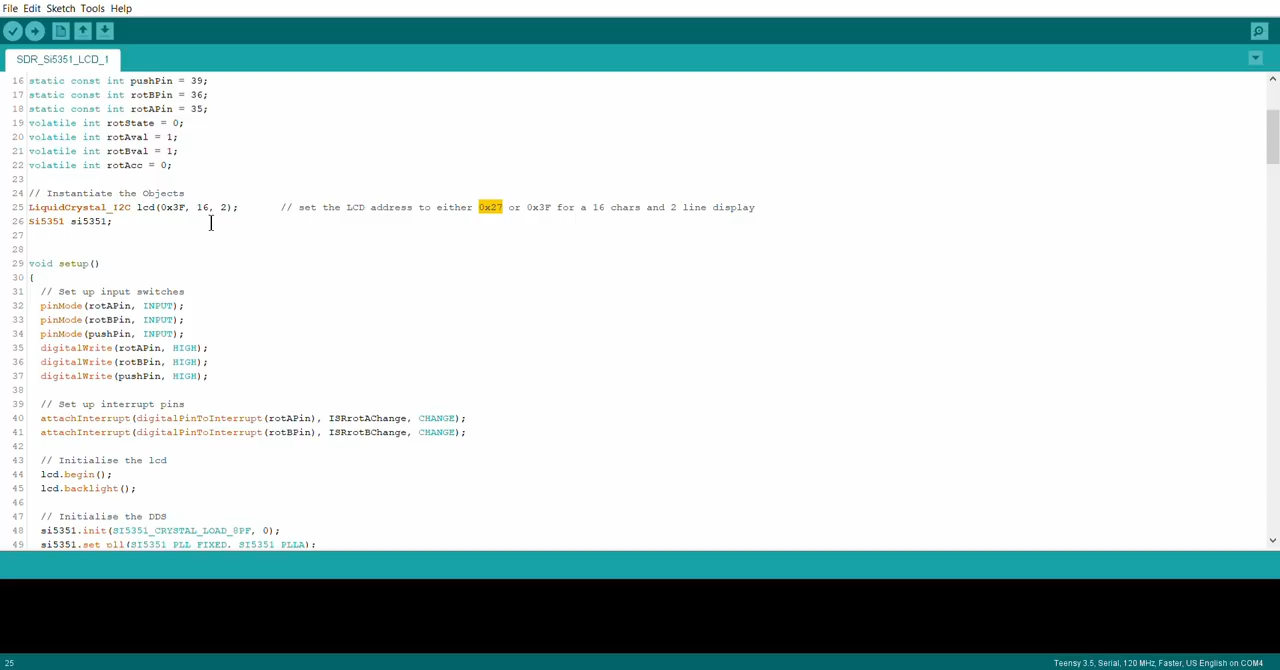 File Edit Sketch Tools Help
SDR_Si5351_LCD_1
16 static const int pushPin = 39;
17 static const int rotBPin = 36;
18 static const int rotAPin = 35;
19 volatile int rotState = 0;
20 volatile int rotAval = 1;
21 volatile int rotBval = 1;
22 volatile int rotAcc = 0;
23
24 // Instantiate the Objects
25 LiquidCrystal_I2C lcd(0x3F, 16, 2); // set the LCD address to either 0x27 or 0x3F for a 16 chars and 2 line display
26 Si5351 si5351;
27
28
29 void setup()
30 {
31 // Set up input switches
32 pinMode(rotAPin, INPUT);
33 pinMode(rotBPin, INPUT);
34 pinMode(pushPin, INPUT);
35 digitalWrite(rotAPin, HIGH);
36 digitalWrite(rotBPin, HIGH);
37 digitalWrite(pushPin, HIGH);
38
39 // Set up interrupt pins
40 attachInterrupt(digitalPinToInterrupt(rotAPin), ISRrotAChange, CHANGE);
41 attachInterrupt(digitalPinToInterrupt(rotBPin), ISRrotBChange, CHANGE);
42
43 // Initialise the lcd
44 lcd.begin();
45 lcd.backlight();
46
47 // Initialise the DDS
48 si5351.init(SI5351_CRYSTAL_LOAD_8PF, 0);
49 si5351.set_pll(SI5351_PLL_FIXED, SI5351_PLLA);
25
Teensy 3.5, Serial, 120 MHz, Faster, US English on COM4